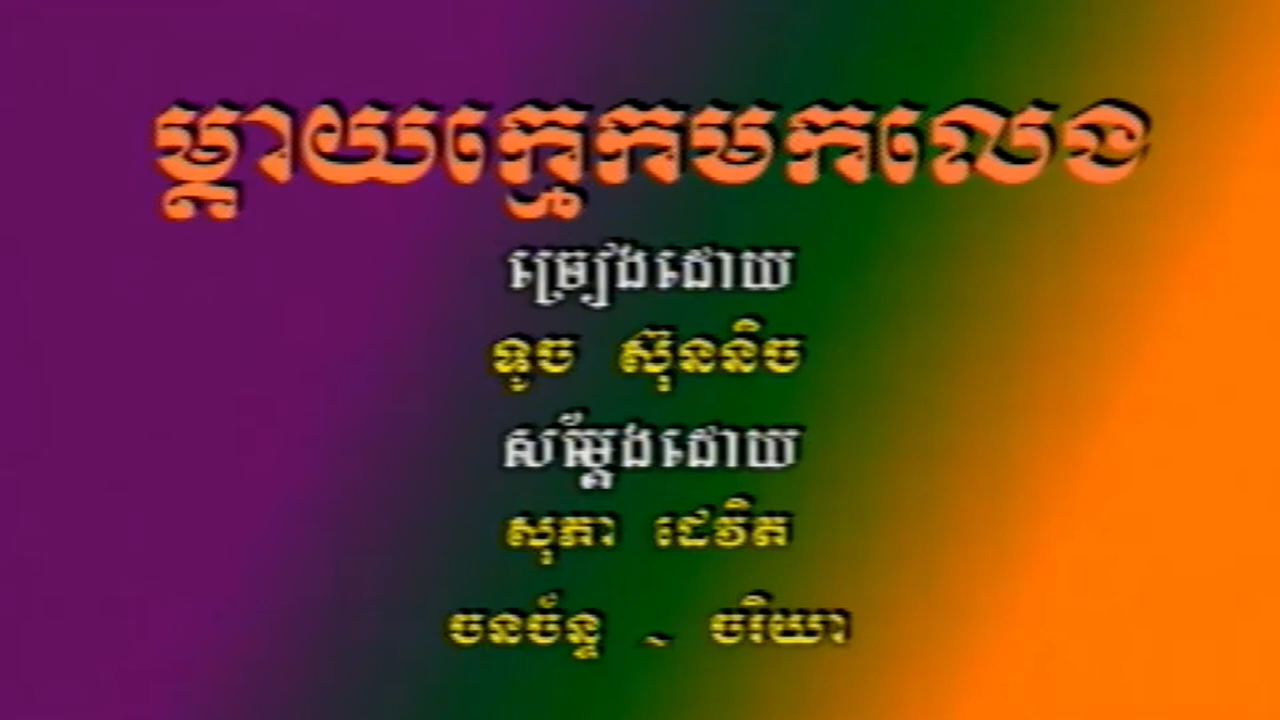 ម្ដាយក្មេកមកលេង
ច្រៀងដោយ
ទូច ស៊ុននិច
សម្ដែងដោយ
សុភា ដេវីត
ចនច័ន្ទ - ចរិយា